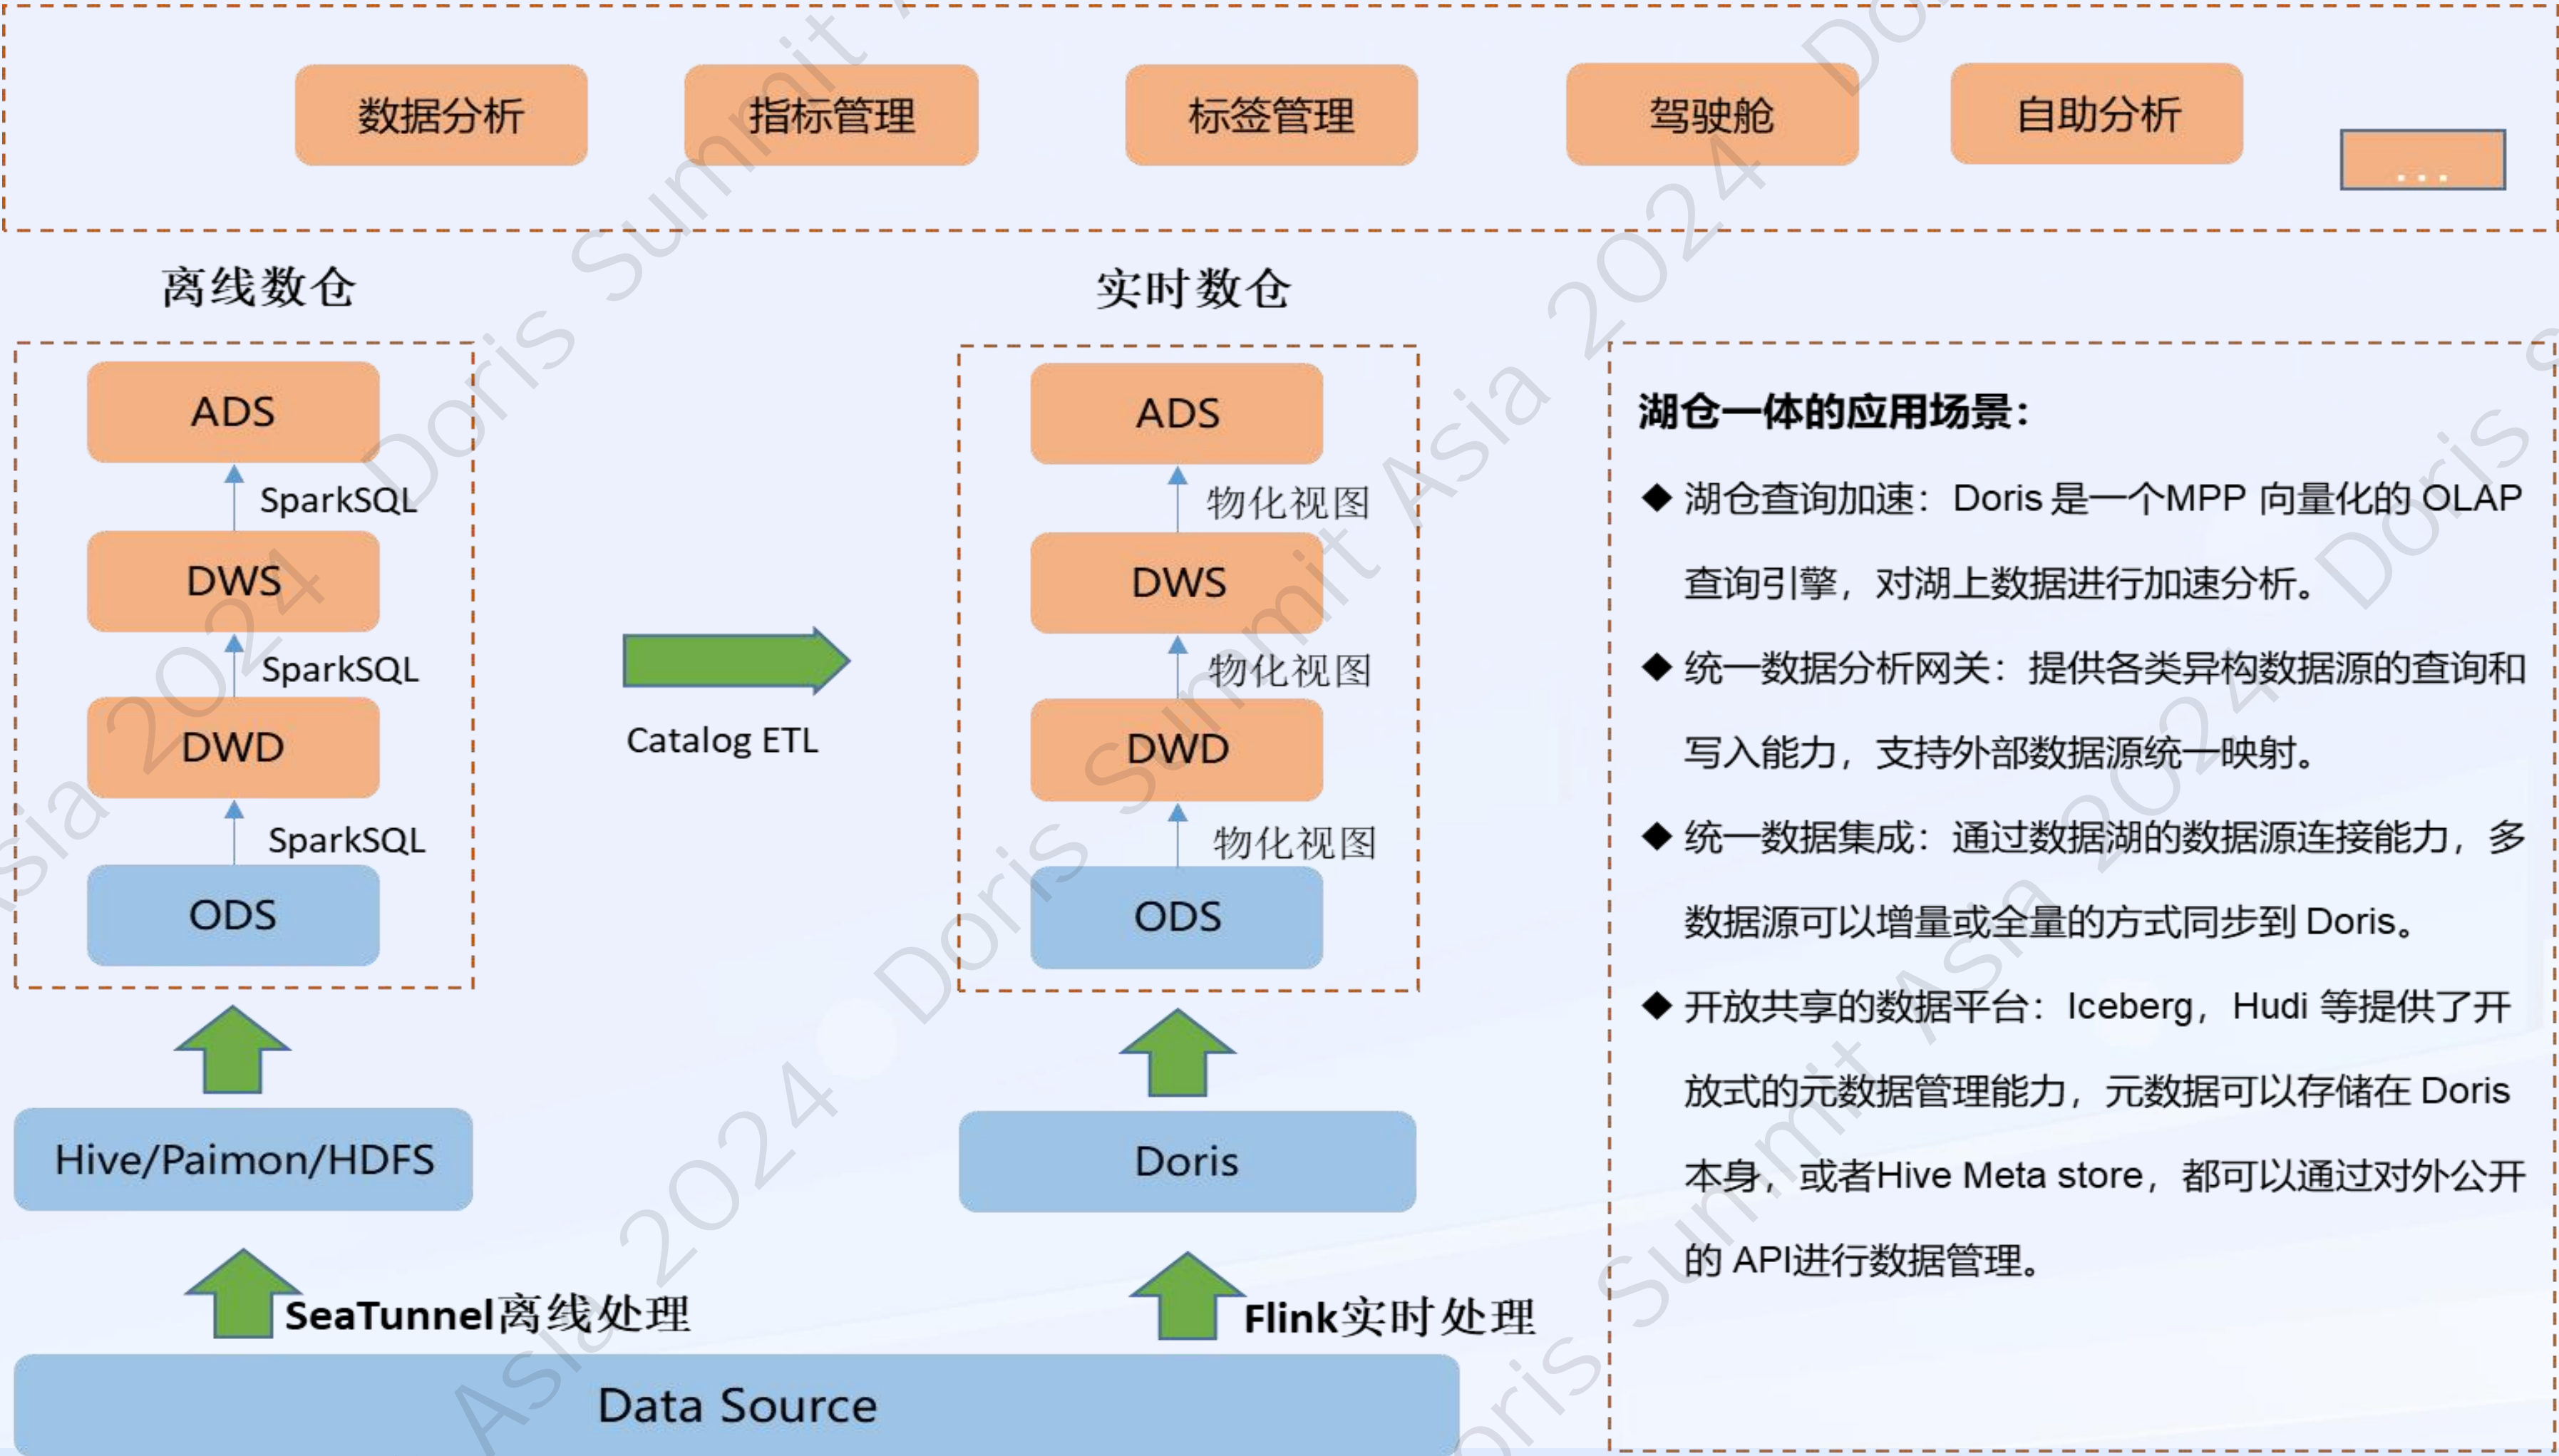 数据分析
指标管理
标签管理
驾驶舱
自助分析
...
离线数仓
ADS
SparkSQL
DWS
SparkSQL
DWD
SparkSQL
ODS
Hive/Paimon/HDFS
SeaTunnel离线处理
Catalog ETL
实时数仓
ADS
物化视图
DWS
物化视图
DWD
物化视图
ODS
Doris
Flink实时处理
Data Source
湖仓一体的应用场景：
◆ 湖仓查询加速：Doris 是一个MPP 向量化的 OLAP
查询引擎，对湖上数据进行加速分析。
◆ 统一数据分析网关：提供各类异构数据源的查询和
写入能力，支持外部数据源统一映射。
◆ 统一数据集成：通过数据湖的数据源连接能力，多
数据源可以增量或全量的方式同步到 Doris。
◆ 开放共享的数据平台：Iceberg，Hudi 等提供了开
放式的元数据管理能力，元数据可以存储在 Doris
本身，或者Hive Meta store，都可以通过对外公开
的 API进行数据管理。
Doris Summit Asia 2024
Doris Summit Asia 2024
Doris Summit Asia 2024